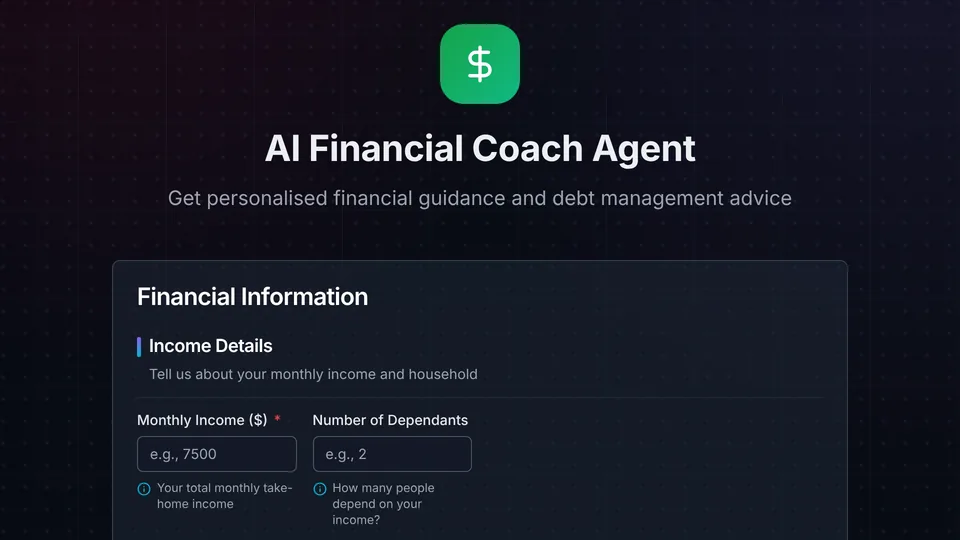 $
AI Financial Coach Agent
Get personalised financial guidance and debt management advice
Financial Information
Income Details
Tell us about your monthly income and household
Monthly Income ($) *
Number of Dependants
e.g., 7500
e.g., 2
Your total monthly take-
home income
How many people
depend on your
income?